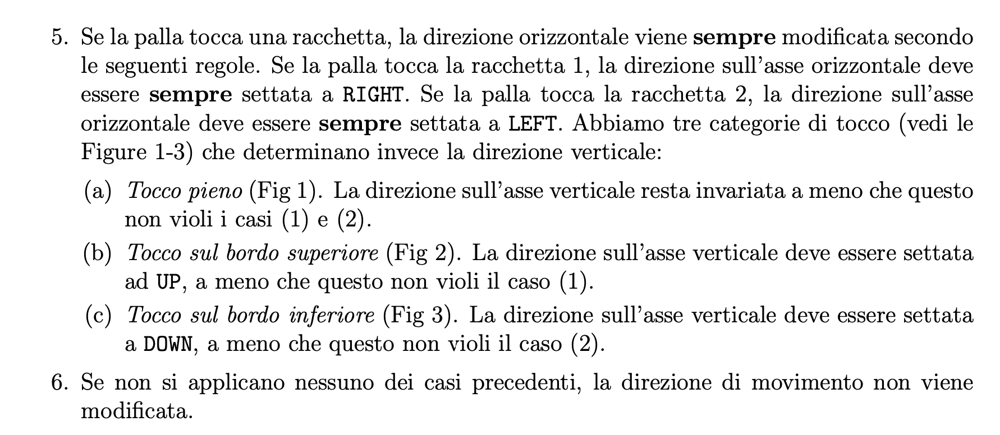 5. Se la palla tocca una racchetta, la direzione orizzontale viene sempre modificata secondo
le seguenti regole. Se la palla tocca la racchetta 1, la direzione sull’asse orizzontale deve
essere sempre settata a RIGHT. Se la palla tocca la racchetta 2, la direzione sull’asse
orizzontale deve essere sempre settata a LEFT. Abbiamo tre categorie di tocco (vedi le
Figure 1-3) che determinano invece la direzione verticale:
(a) Tocco pieno (Fig 1). La direzione sull’asse verticale resta invariata a meno che questo
non violi i casi (1) e (2).
(b) Tocco sul bordo superiore (Fig 2). La direzione sull’asse verticale deve essere settata
ad UP, a meno che questo non violi il caso (1).
(c) Tocco sul bordo inferiore (Fig 3). La direzione sull’asse verticale deve essere settata
a DOWN, a meno che questo non violi il caso (2).
6. Se non si applicano nessuno dei casi precedenti, la direzione di movimento non viene
modificata.